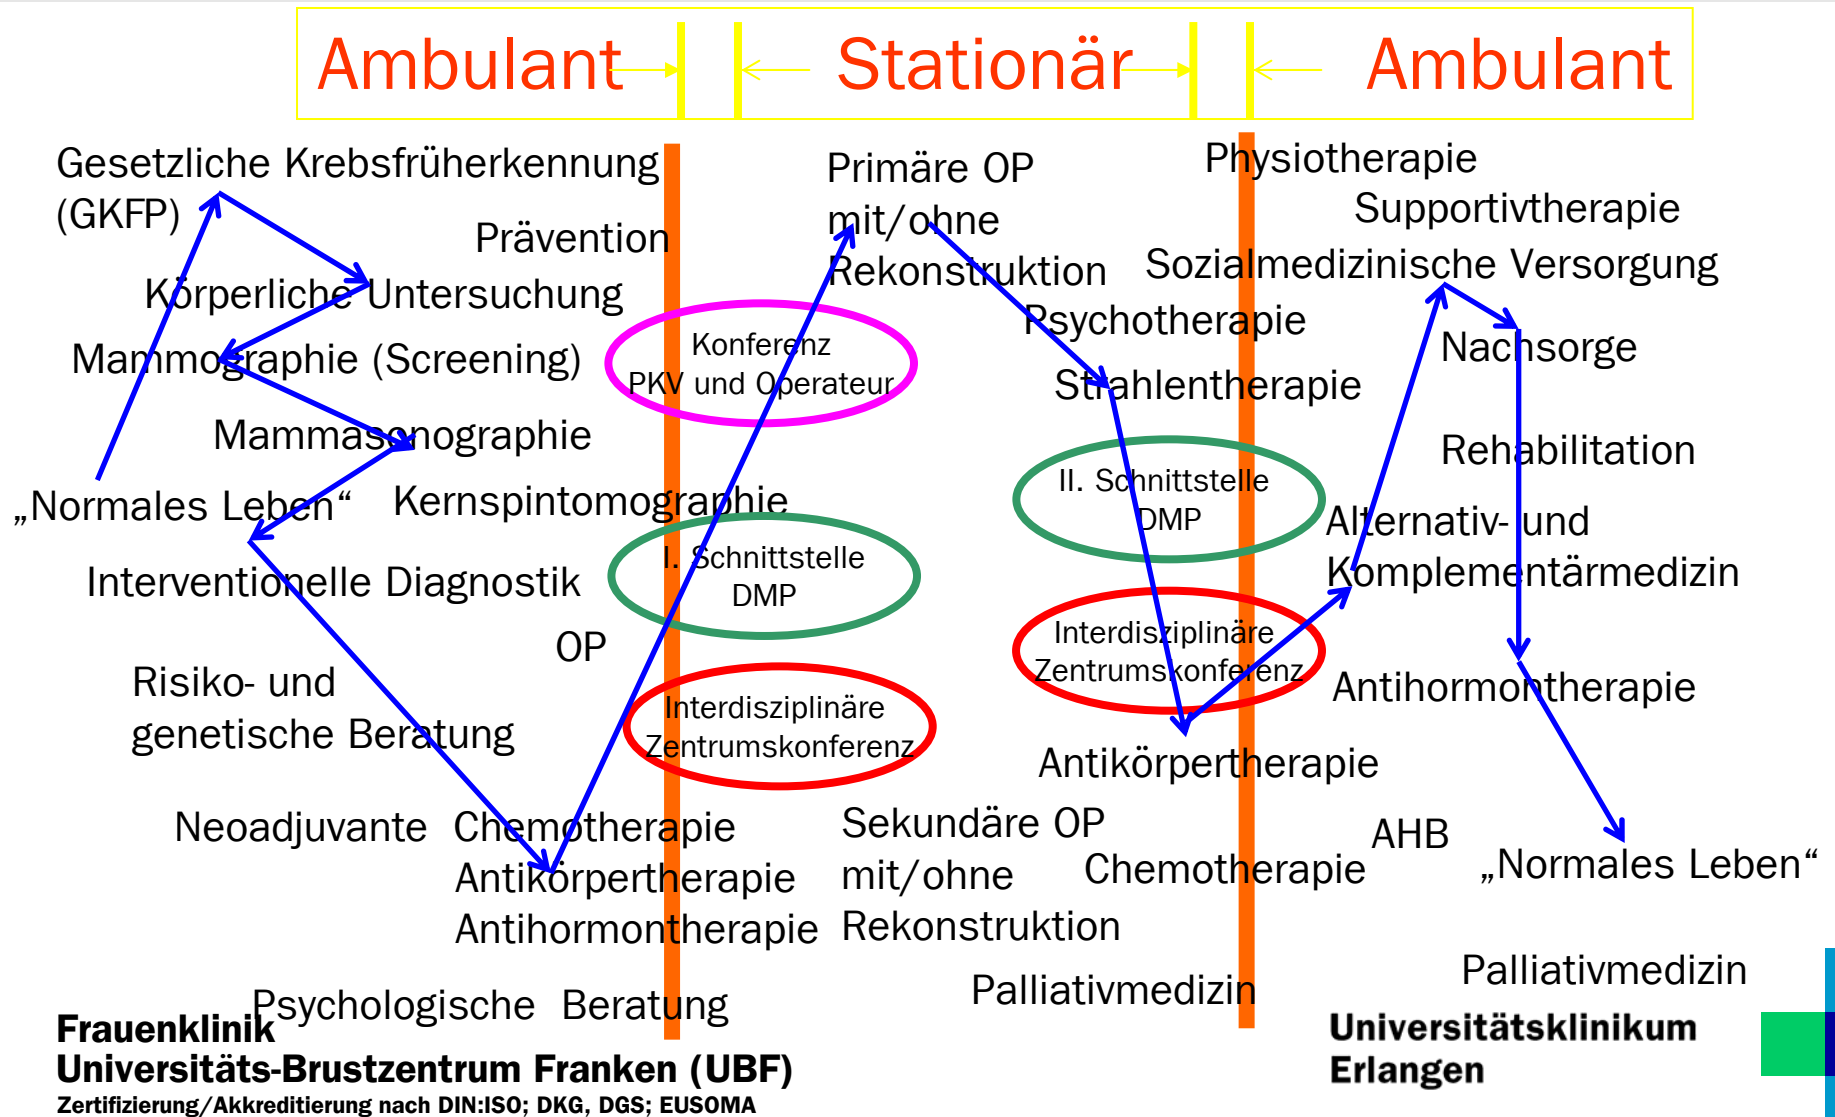 Ambulant Stationär Ambulant
Gesetzliche Krebsfrüherkennung
(GKFP)
Prävention
Körperliche Untersuchung
Mammographie (Screening)
Mammasonographie
„Normales Leben“
Kernspintomographie
Interventionelle Diagnostik
OP
Risiko- und
genetische Beratung
Neoadjuvante Chemotherapie
Antikörpertherapie
Antihormontherapie
Psychologische Beratung
Konferenz
PKV und Operateur
I. Schnittstelle
DMP
Interdisziplinäre
Zentrumskonferenz
Primäre OP
mit/ohne
Rekonstruktion
Sekundäre OP
mit/ohne
Rekonstruktion
Physiotherapie
Supportivtherapie
Sozialmedizinische Versorgung
Psychotherapie
Nachsorge
Strahlentherapie
Rehabilitation
II. Schnittstelle
DMP
Alternativ- und
Komplementärmedizin
Interdisziplinäre
Zentrumskonferenz
Antihormontherapie
Antikörpertherapie
AHB
Chemotherapie
„Normales Leben“
Palliativmedizin
Palliativmedizin
Frauenklinik
Universitäts-Brustzentrum Franken (UBF)
Zertifizierung/Akkreditierung nach DIN:ISO; DKG, DGS; EUSOMA
Universitätsklinikum
Erlangen